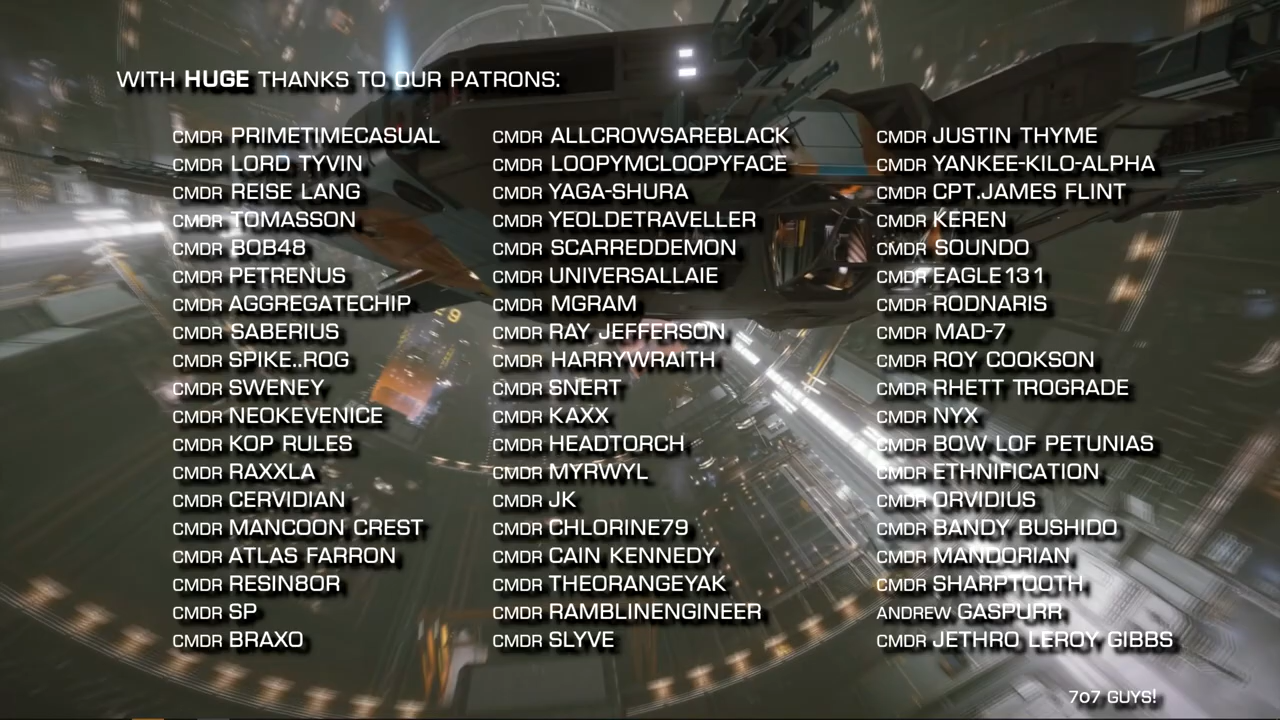 WITH HUGE THANKS TO OUR PATRONS:
CMDR PRIMETIMECASUAL
CMDR LORD TYVIN
CMDR REISE LANG
CMDR TOMASSON
CMDR BOB48
CMDR PETRENUS
CMDR AGGREGATECHIP
CMDR SABERIUS
CMDR SPIKE..ROG
CMDR SWENEY
CMDR NEOKEVENICE
CMDR KOP RULES
CMDR RAXXLA
CMDR CERVIDIAN
CMDR MANCOON CREST
CMDR ATLAS FARRON
CMDR RESIN8OR
CMDR SP
CMDR BRAXO
CMDR ALLCROWSAREBLACK
CMDR LOOPYMCLOOPYFACE
CMDR YAGA-SHURA
CMDR YEOLDETRAVELLER
CMDR SCARREDDEMON
CMDR UNIVERSALLAIE
CMDR MGRAM
CMDR RAY JEFFERSON
CMDR HARRYWRAITH
CMDR SNERT
CMDR KAXX
CMDR HEADTORCH
CMDR MYRWYL
CMDR JK
CMDR CHLORINE79
CMDR CAIN KENNEDY
CMDR THEORANGEYAK
CMDR RAMBLINENGINEER
CMDR SLYVE
CMDR JUSTIN THYME
CMDR YANKEE-KILO-ALPHA
CMDR CPT.JAMES FLINT
CMDR KEREN
CMDR SOUNDO
CMDR EAGLE131
CMDR RODNARIS
CMDR MAD-7
CMDR ROY COOKSON
CMDR RHETT TROGRADE
CMDR NYX
CMDR BOW LOF PETUNIAS
CMDR ETHNIFICATION
CMDR ORVIDIUS
CMDR BANDY BUSHIDO
CMDR MANDORIAN
CMDR SHARPTOOTH
ANDREW GASPURR
CMDR JETHRO LEROY GIBBS
7o7 GUYS!